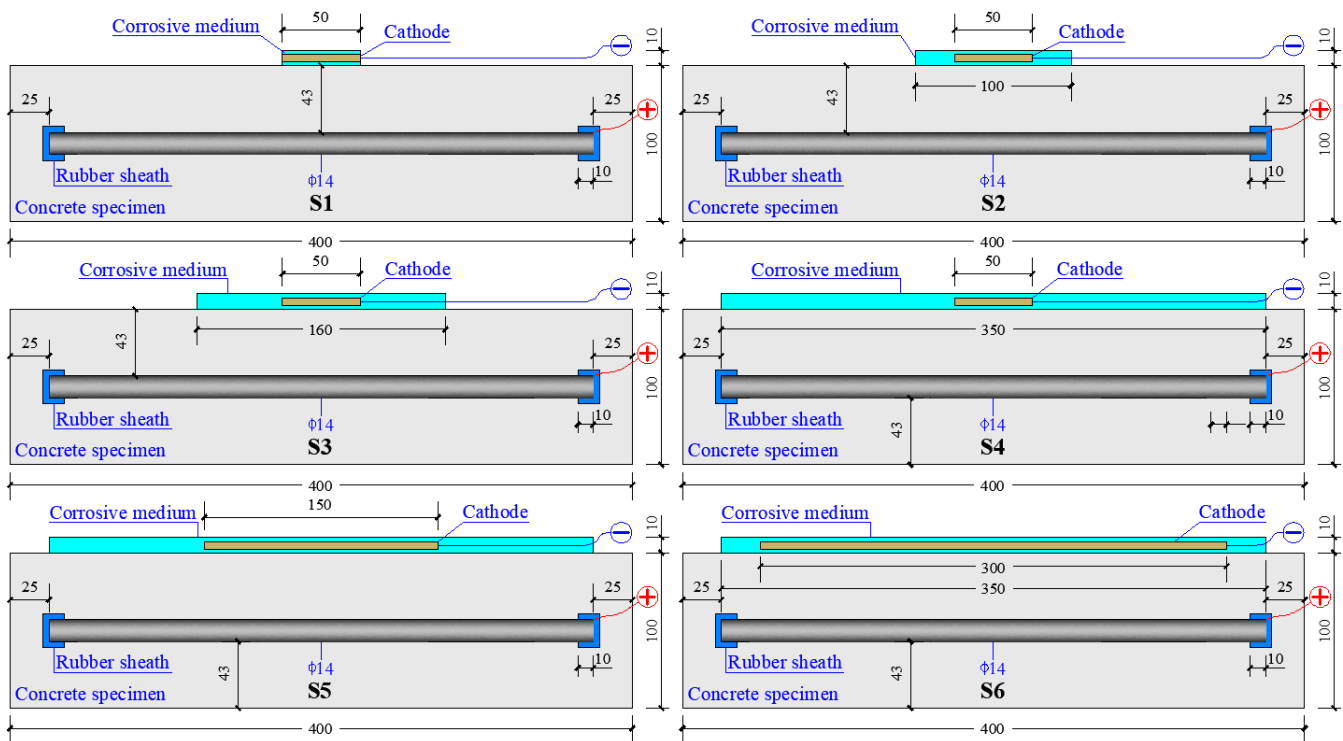 50
Corrosive medium
Cathode
10
25
43
25
100
Rubber sheath
ϕ14
10
Concrete specimen
S1
400
50
Corrosive medium
Cathode
10
100
25
43
25
100
Rubber sheath
ϕ14
10
Concrete specimen
S2
400
50
Corrosive medium
Cathode
10
160
25
43
25
100
Rubber sheath
ϕ14
10
Concrete specimen
S3
400
50
Corrosive medium
Cathode
10
350
25
25
100
Rubber sheath
43
ϕ14
10
Concrete specimen
S4
400
150
Corrosive medium
Cathode
10
25
25
100
Rubber sheath
43
ϕ14
10
Concrete specimen
S5
400
Corrosive medium
Cathode
10
300
350
25
25
100
Rubber sheath
43
ϕ14
10
Concrete specimen
S6
400